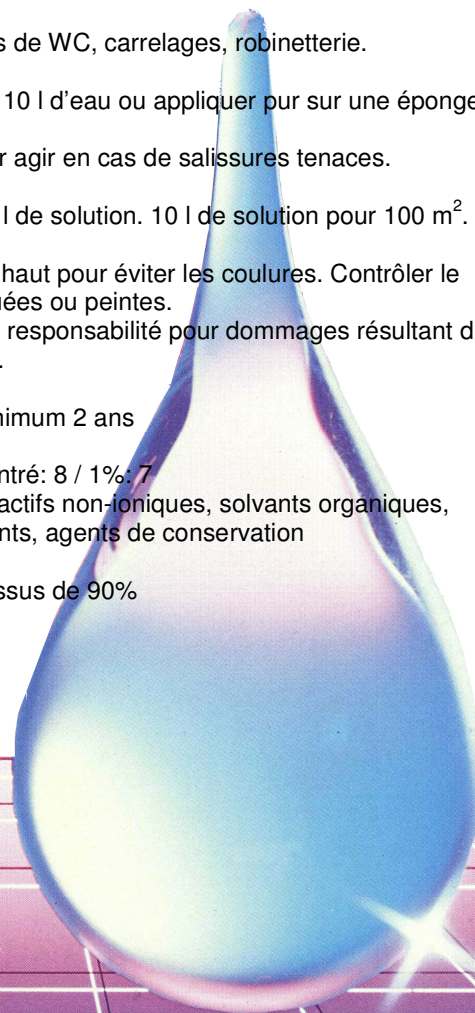 s de WC, carrelages, robinetterie.
10 l d'eau ou appliquer pur sur une éponge
r agir en cas de salissures tenaces.
l de solution. 10 l de solution pour 100 m².
haut pour éviter les coulures. Contrôler le
uées ou peintes.
responsabilité pour dommages résultant d
.
nimum 2 ans
ntré: 8 / 1%: 7
actifs non-ioniques, solvants organiques,
nts, agents de conservation
ssus de 90%